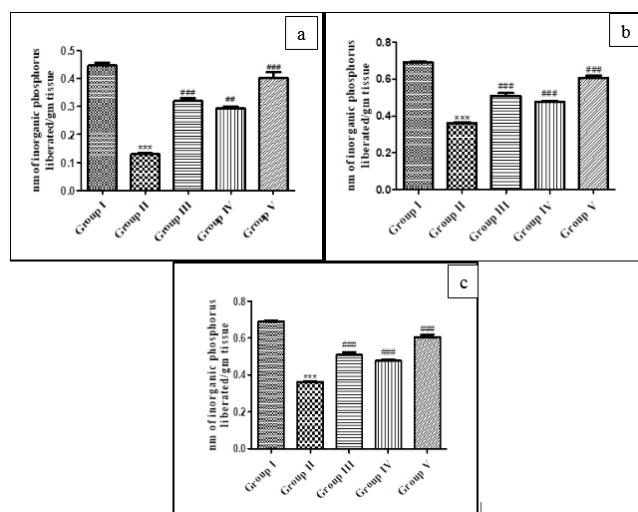 a
nm of inorganic phosphorus
liberated/gm tissue
0.5
0.4
0.3
0.2
0.1
0.0
***
###
##
###
Group I
Group II
Group III
Group IV
Group V
b
nm of inorganic phosphorus
liberated/gm tissue
0.8
0.6
0.4
0.2
0.0
***
###
###
###
Group I
Group II
Group III
Group IV
Group V
c
nm of inorganic phosphorus
liberated/gm tissue
0.8
0.6
0.4
0.2
0.0
***
###
###
###
Group I
Group II
Group III
Group IV
Group V